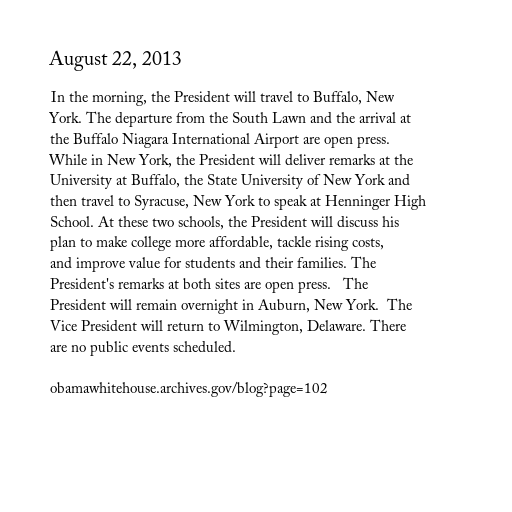 August 22, 2013
In the morning, the President will travel to Buffalo, New
York. The departure from the South Lawn and the arrival at
the Buffalo Niagara International Airport are open press.
While in New York, the President will deliver remarks at the
University at Buffalo, the State University of New York and
then travel to Syracuse, New York to speak at Henninger High
School. At these two schools, the President will discuss his
plan to make college more affordable, tackle rising costs,
and improve value for students and their families. The
President's remarks at both sites are open press.   The
President will remain overnight in Auburn, New York.  The
Vice President will return to Wilmington, Delaware. There
are no public events scheduled.
obamawhitehouse.archives.gov/blog?page=102